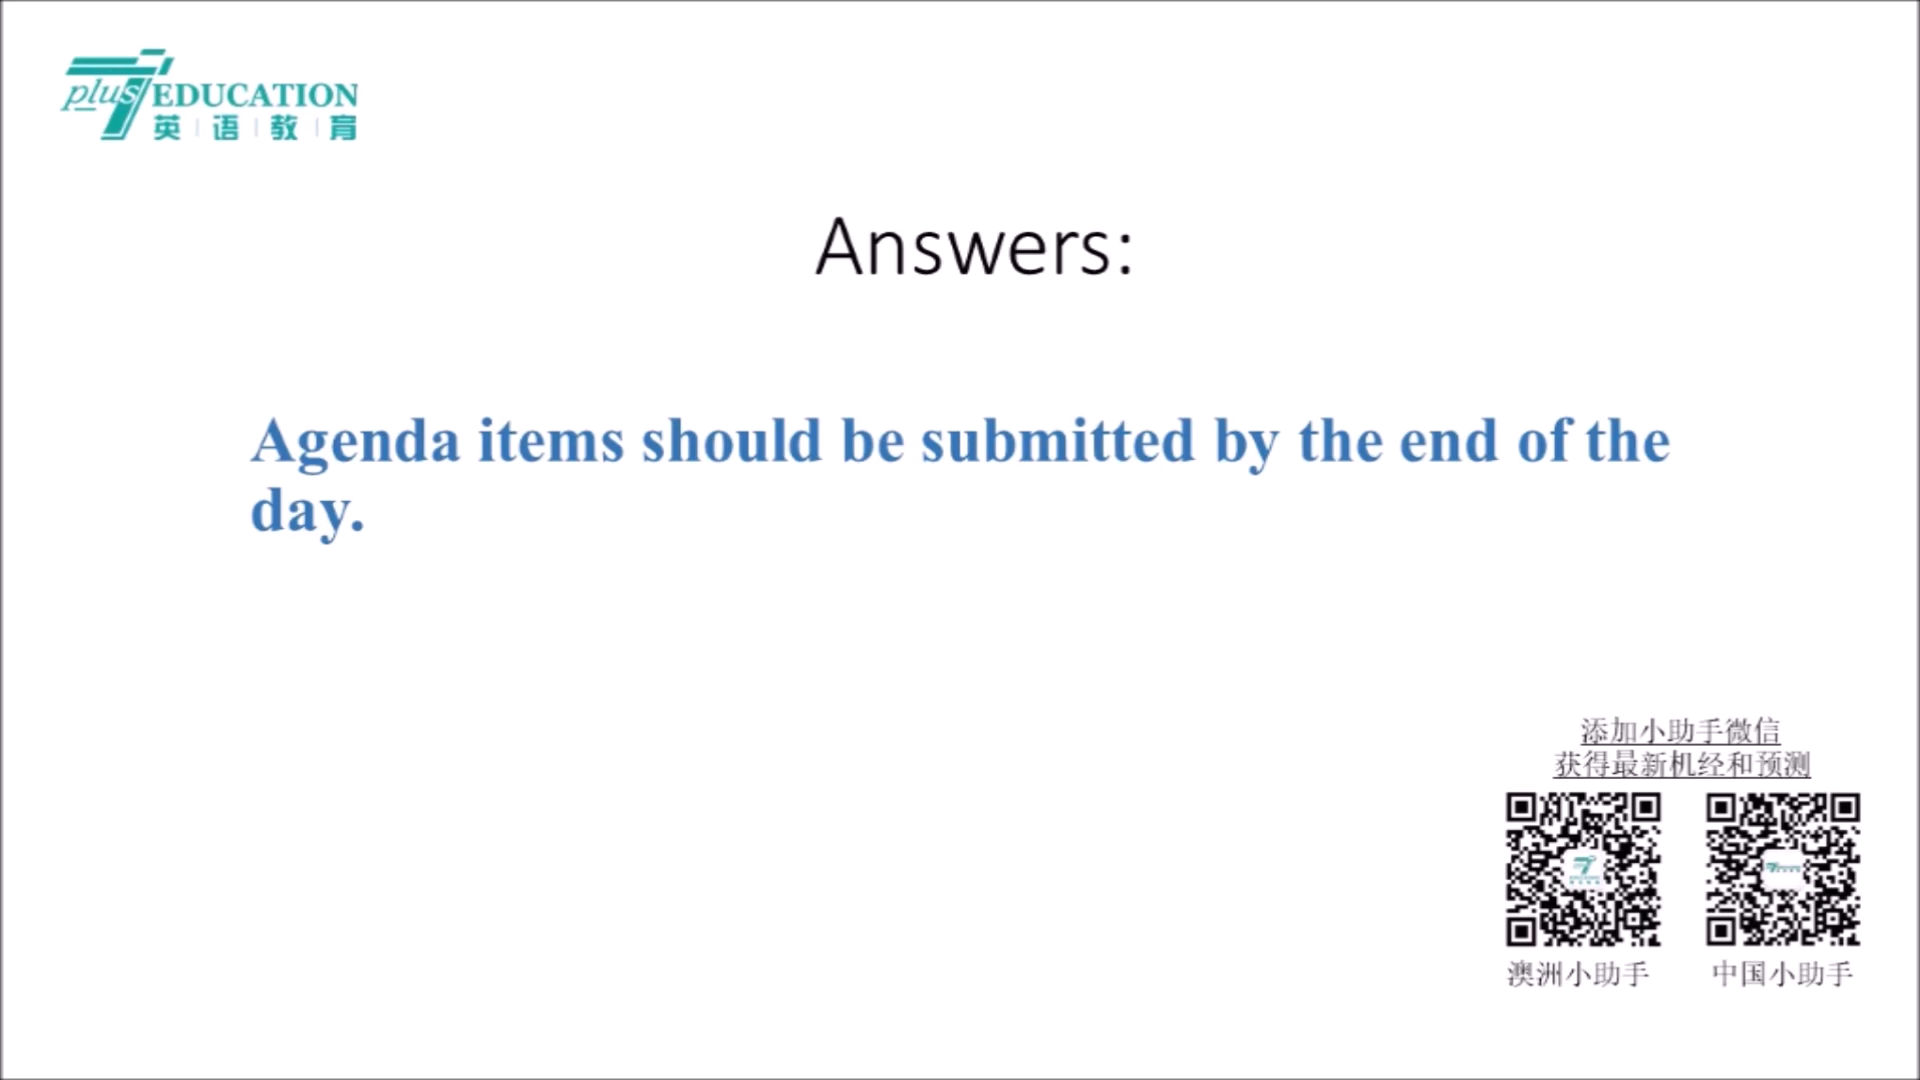 plus 7 EDUCATION
英 语 教 育
Answers:
Agenda items should be submitted by the end of the
day.
添加小助手微信
获得最新机经和预测
澳洲小助手
中国小助手